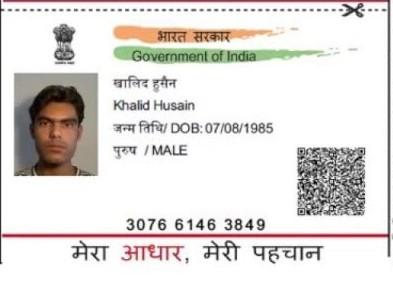 भारत सरकार
Government of India
खालिद हुसैन
Khalid Husain
जन्म तिथि/ DOB: 07/08/1985
पुरुष / MALE
3076 6146 3849
मेरा आधार, मेरी पहचान